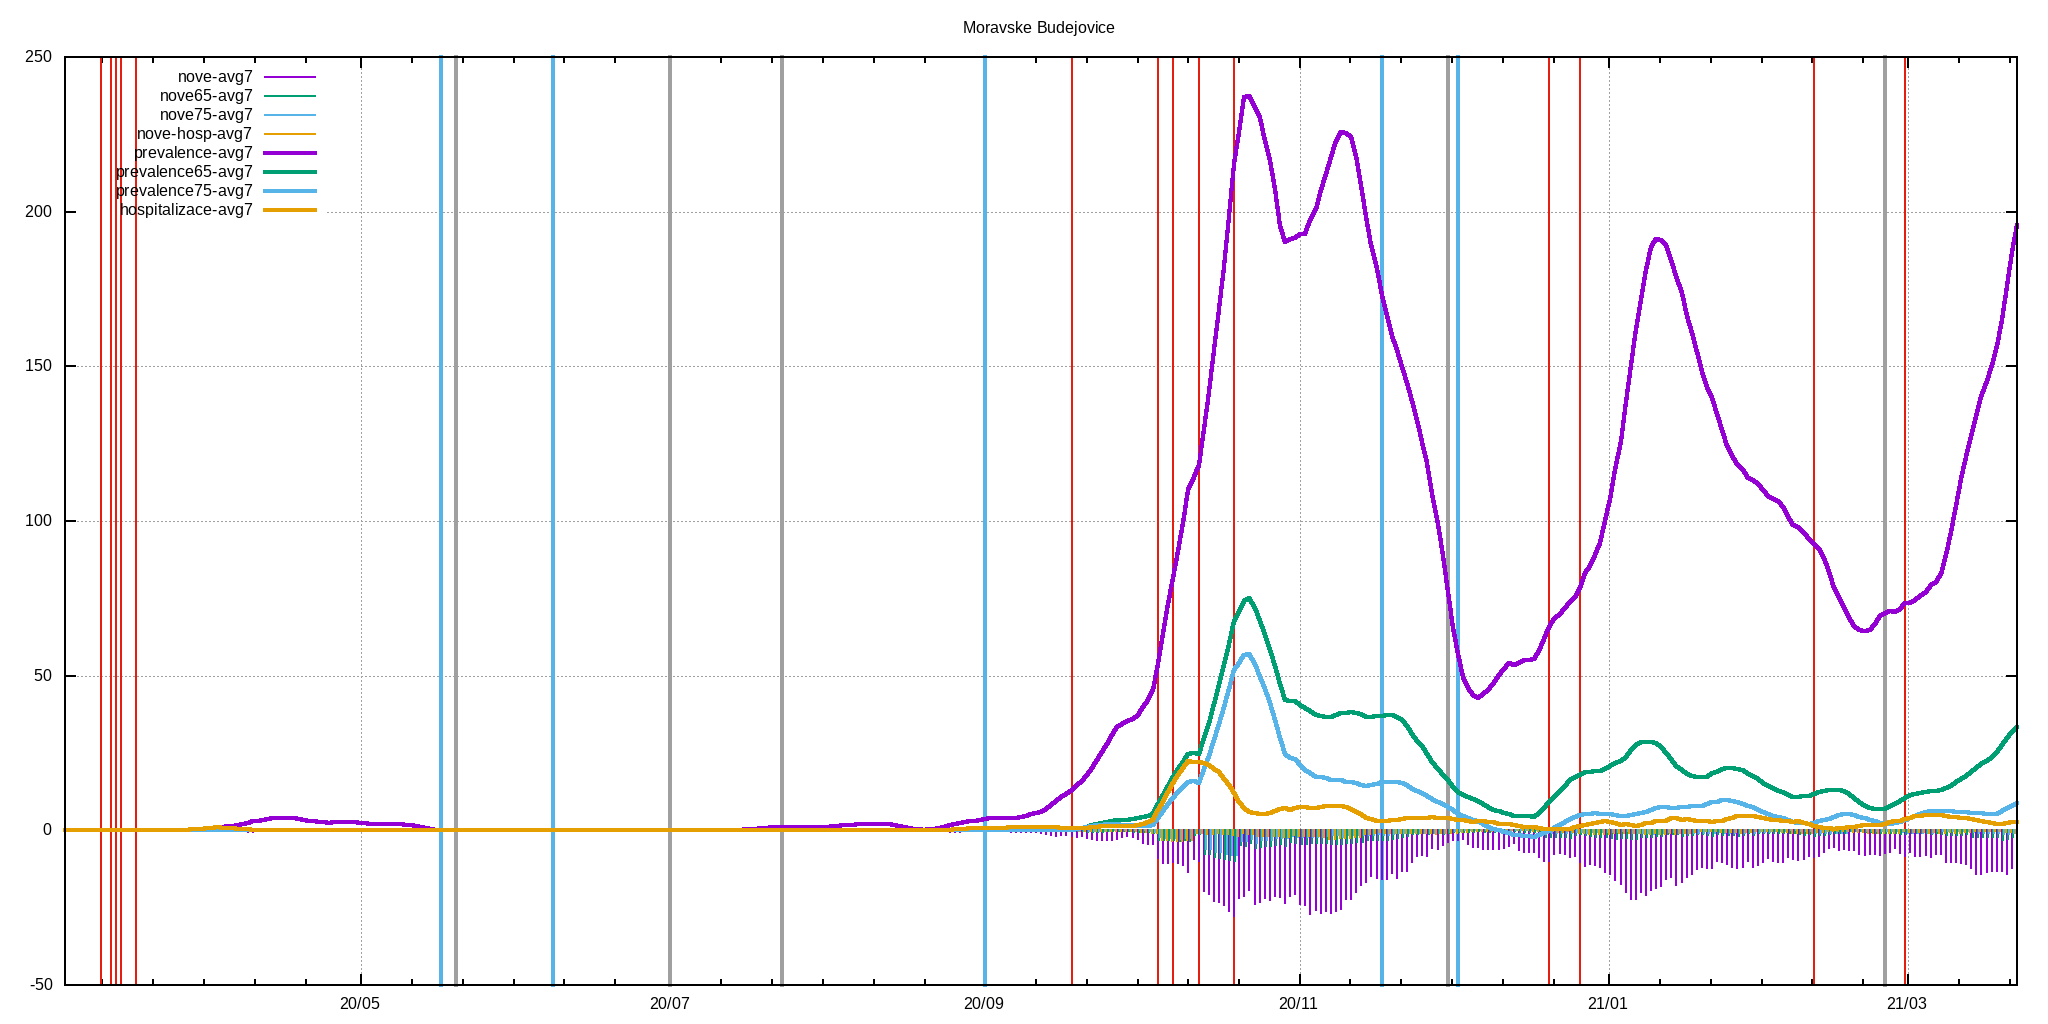 Moravske Budejovice
250
200
150
100
50
0
-50
nove-avg7
nove65-avg7
nove75-avg7
nove-hosp-avg7
prevalence-avg7
prevalence65-avg7
prevalence75-avg7
hospitalizace-avg7
20/05
20/07
20/09
20/11
21/01
21/03